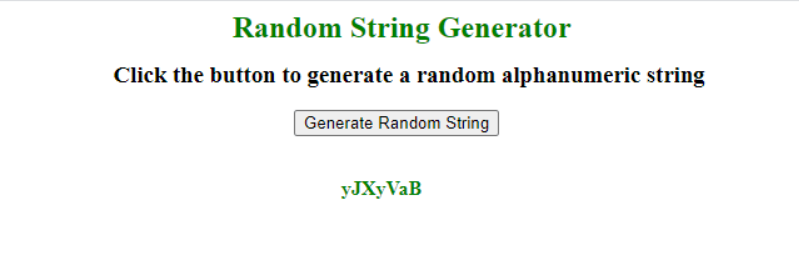 Random String Generator
Click the button to generate a random alphanumeric string
Generate Random String
yJXyVaB